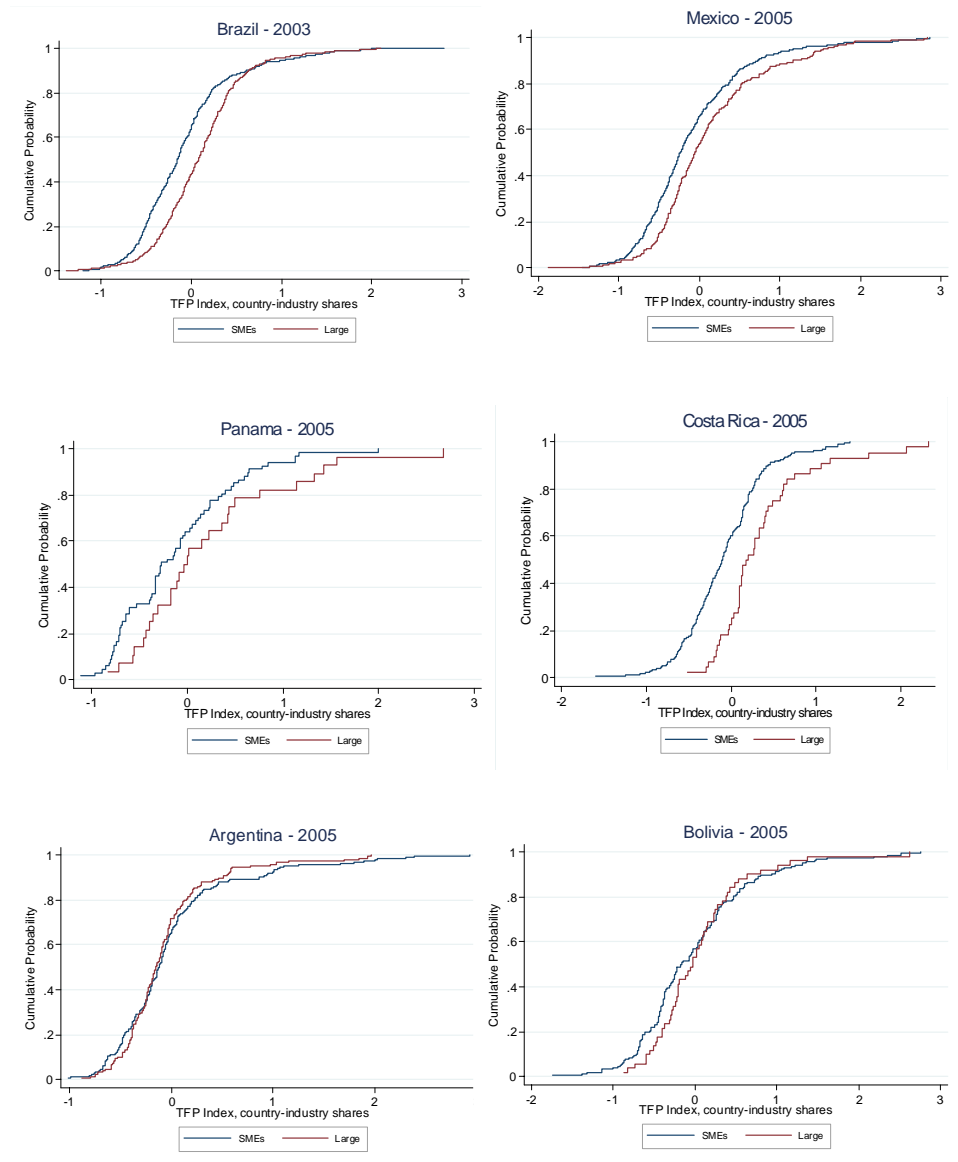 Brazil - 2003
Cumulative Probability
1
.8
.6
.4
.2
0
-1 0 1 2 3
TFP Index, country-industry shares
SMEs Large
Mexico - 2005
Cumulative Probability
1
.8
.6
.4
.2
0
-2 -1 0 1 2 3
TFP Index, country-industry shares
SMEs Large
Panama - 2005
Cumulative Probability
1
.8
.6
.4
.2
0
-1 0 1 2 3
TFP Index, country-industry shares
SMEs Large
Costa Rica - 2005
Cumulative Probability
1
.8
.6
.4
.2
0
-2 -1 0 1 2
TFP Index, country-industry shares
SMEs Large
Argentina - 2005
Cumulative Probability
1
.8
.6
.4
.2
0
-1 0 1 2 3
TFP Index, country-industry shares
SMEs Large
Bolivia - 2005
Cumulative Probability
1
.8
.6
.4
.2
0
-2 -1 0 1 2 3
TFP Index, country-industry shares
SMEs Large